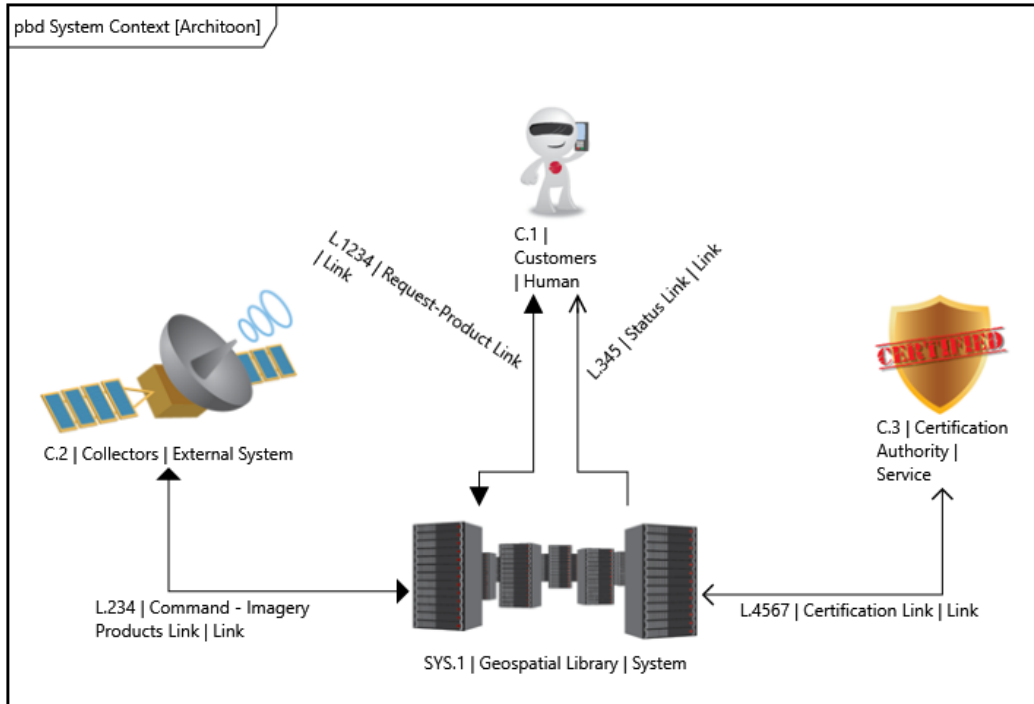 pbd System Context [Architoon]
C.1 |
Customers
| Human
L.1234 | Request-Product Link
| Link
L.345 | Status Link | Link
CERTIFIED
C.2 | Collectors | External System
C.3 | Certification
Authority |
Service
L.234 | Command - Imagery
Products Link | Link
L.4567 | Certification Link | Link
SYS.1 | Geospatial Library | System